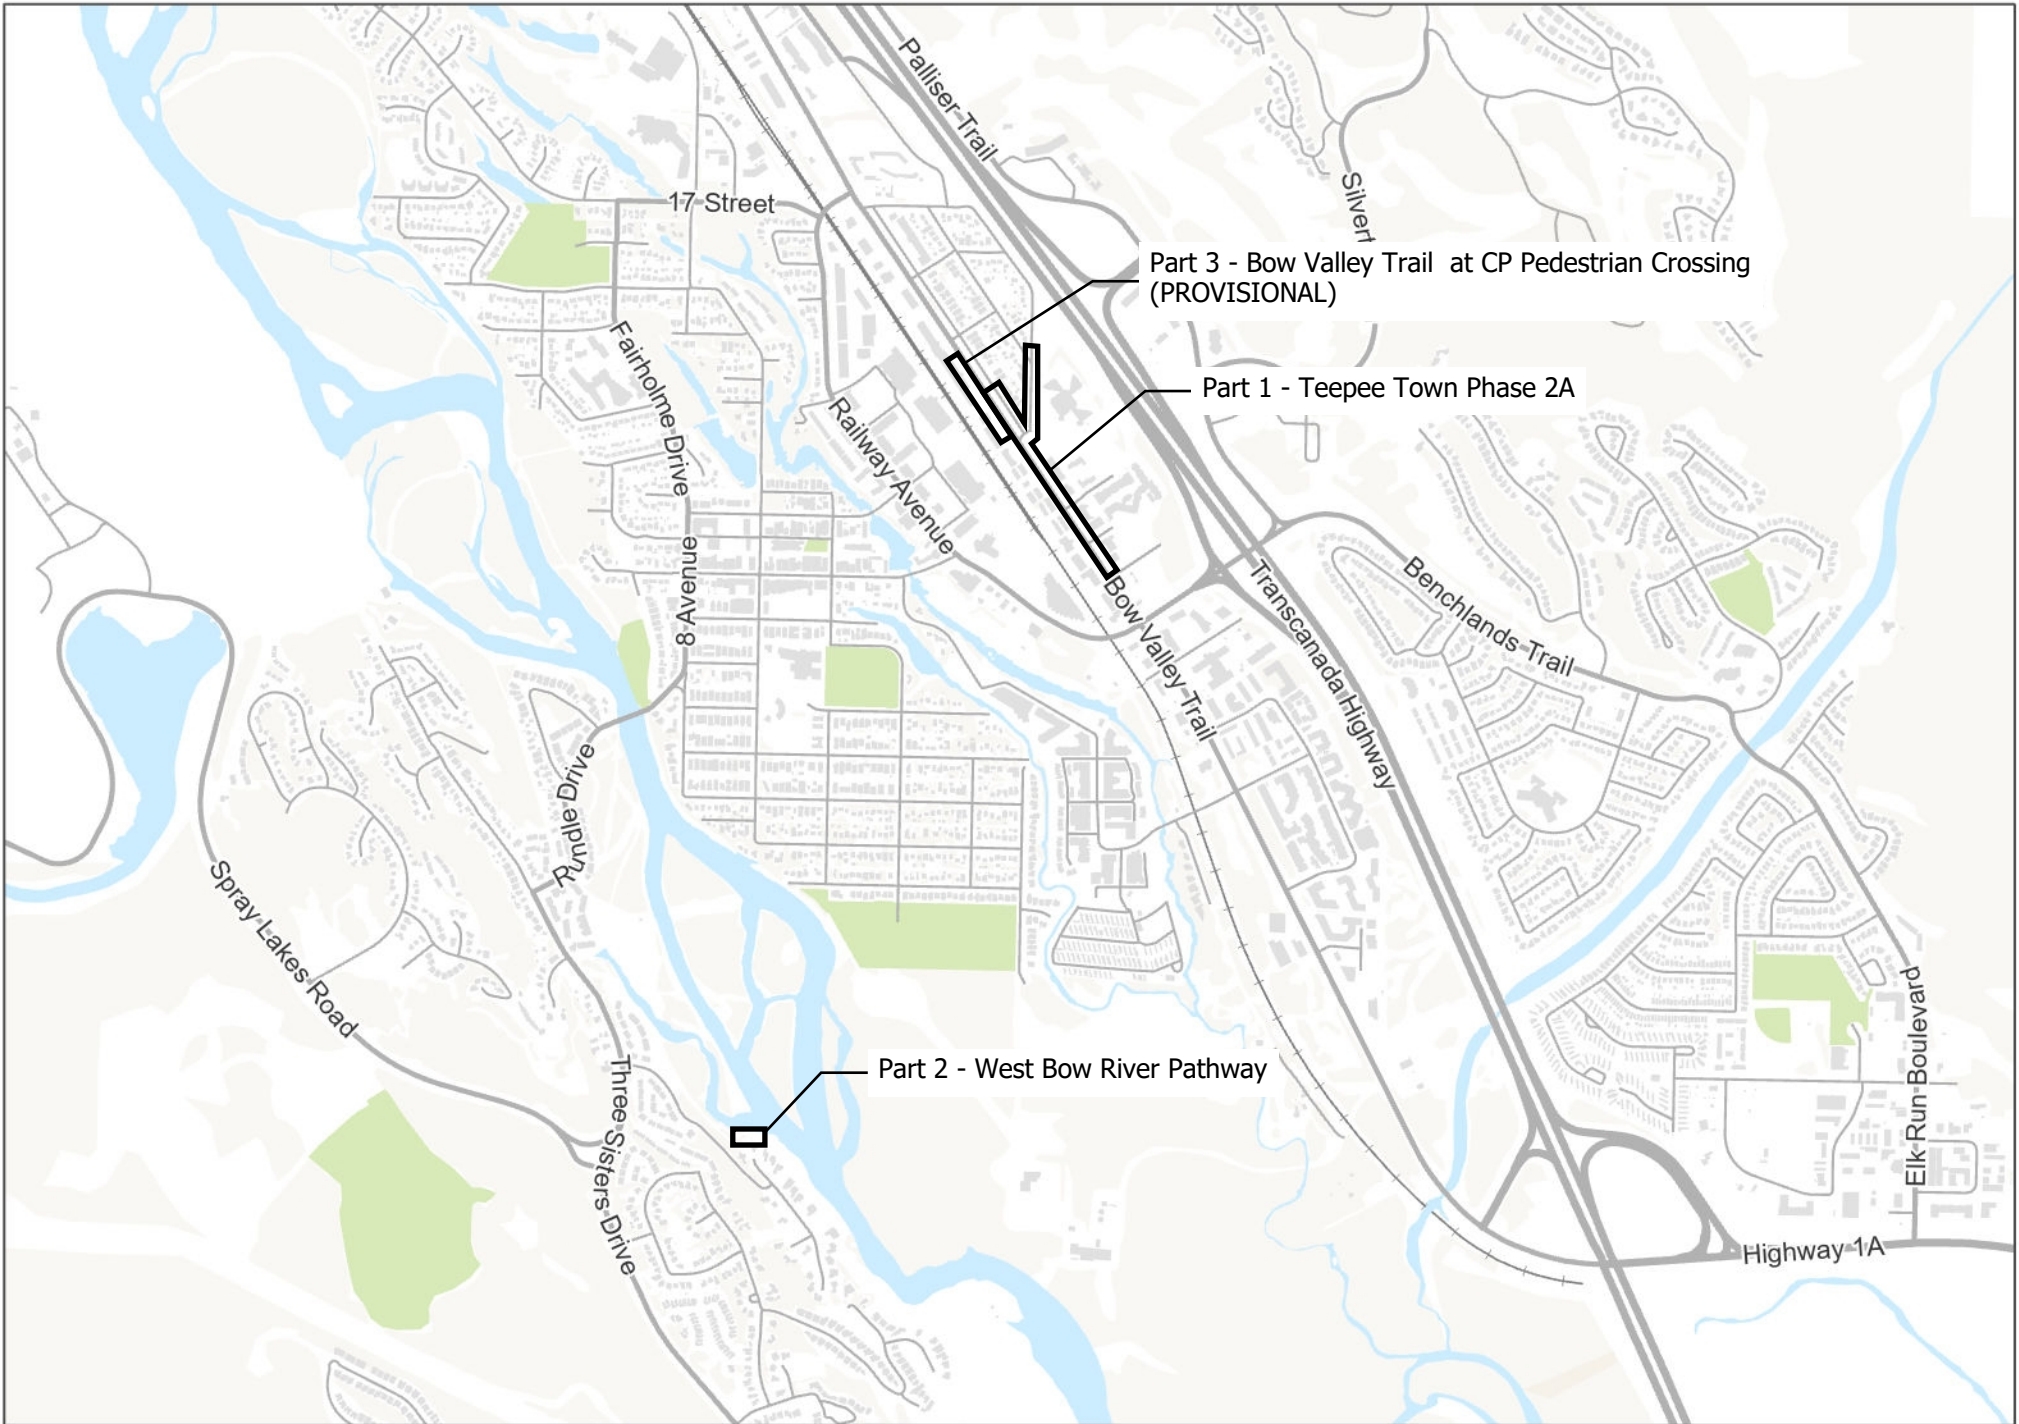 Palliser Trail
Silvert
17 Street
Part 3 - Bow Valley Trail  at CP Pedestrian Crossing
(PROVISIONAL)
Part 1 - Teepee Town Phase 2A
Fairholme Drive
Railway Avenue
8 Avenue
Bow Valley Trail
Transcanada Highway
Benchlands Trail
Rundle Drive
Spray Lakes Road
Three Sisters Drive
Part 2 - West Bow River Pathway
Elk Run Boulevard
Highway 1A